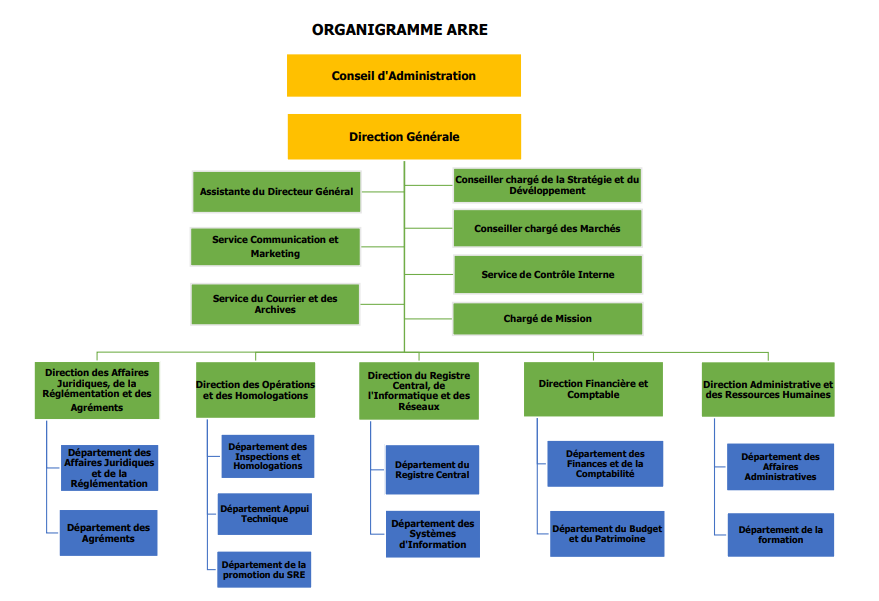 ORGANIGRAMME ARRE
Conseil d'Administration
Direction Générale
Assistante du Directeur Général
Conseiller chargé de la Stratégie et du
Dévéloppement
Service Communication et
Marketing
Conseiller chargé des Marchés
Service du Courrier et des
Archives
Service de Contrôle Interne
Chargé de Mission
Direction des Affaires
Juridiques, de la
Réglémentation et des
Agréments
Département des
Affaires Juridiques
et de la
Réglémentation
Département des
Agréments
Direction des Opérations
et des Homologations
Département des
Inspections et
Homologations
Département Appui
Technique
Département de la
promotion du SRE
Direction du Registre
Central, de
l'Informatique et des
Réseaux
Département du
Registre Central
Département des
Systèmes
d'Information
Direction Financière et
Comptable
Département des
Finances et de la
Comptabilité
Département du Budget
et du Patrimoine
Direction Administrative et
des Ressources Humaines
Département des
Affaires
Administratives
Département de la
formation